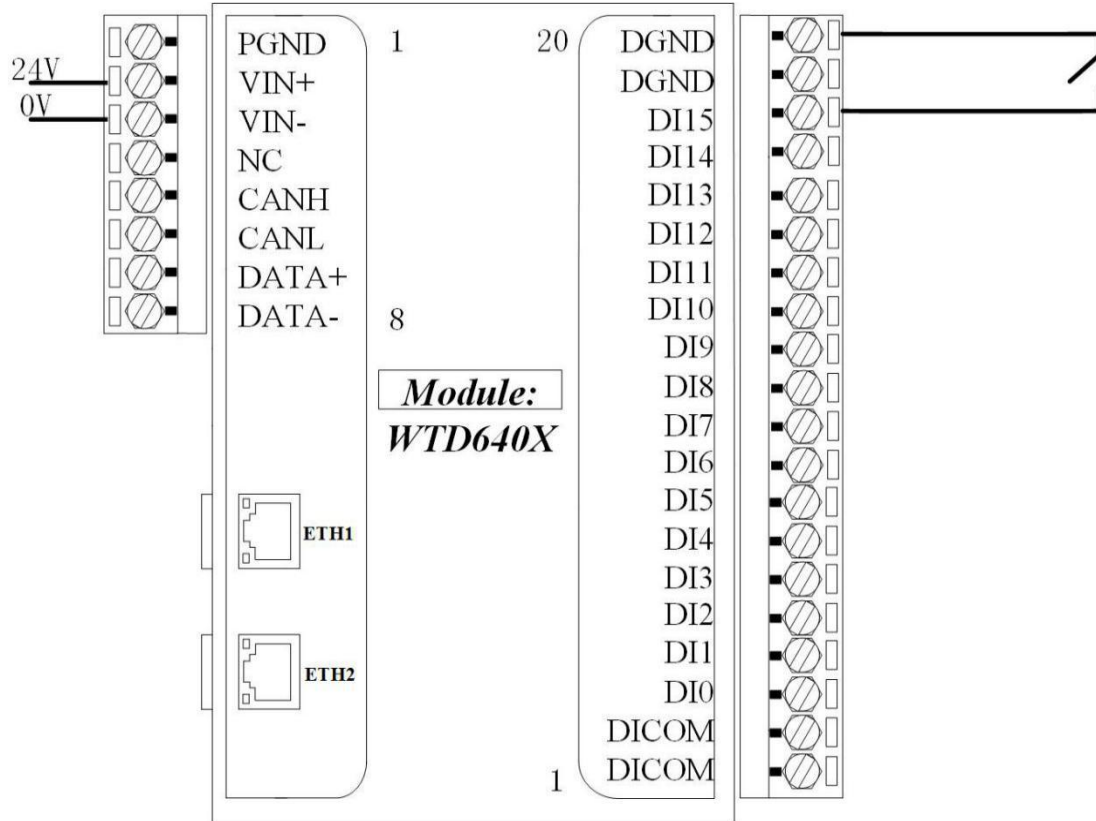 24V
0V
PGND
VIN+
VIN-
NC
CANH
CANL
DATA+
DATA-
1
8
Module:
WTD640X
ETH1
ETH2
20
1
DGND
DGND
DI15
DI14
DI13
DI12
DI11
DI10
DI9
DI8
DI7
DI6
DI5
DI4
DI3
DI2
DI1
DI0
DICOM
DICOM